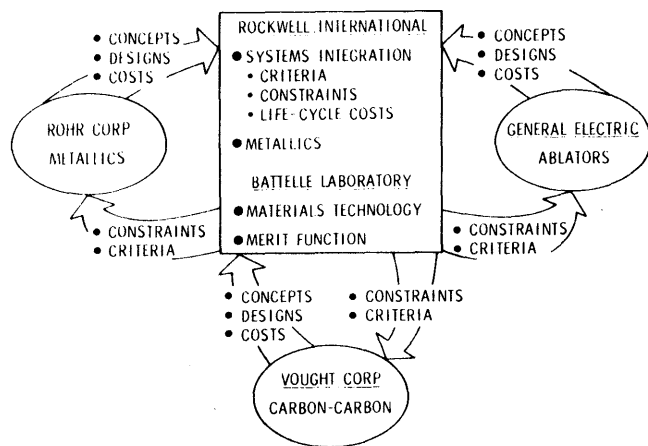 ROCKWELL INTERNATIONAL
● SYSTEMS INTEGRATION
• CRITERIA
• CONSTRAINTS
• LIFE-CYCLE COSTS
● METALLICS
BATTELLE LABORATORY
● MATERIALS TECHNOLOGY
● MERIT FUNCTION
● CONCEPTS
● DESIGNS
● COSTS
ROHR CORP
METALLICS
● CONSTRAINTS
● CRITERIA
● CONCEPTS
● DESIGNS
● COSTS
GENERAL ELECTRIC
ABLATORS
● CONSTRAINTS
● CRITERIA
● CONCEPTS
● DESIGNS
● COSTS
● CONSTRAINTS
● CRITERIA
VOUGHT CORP
CARBON-CARBON